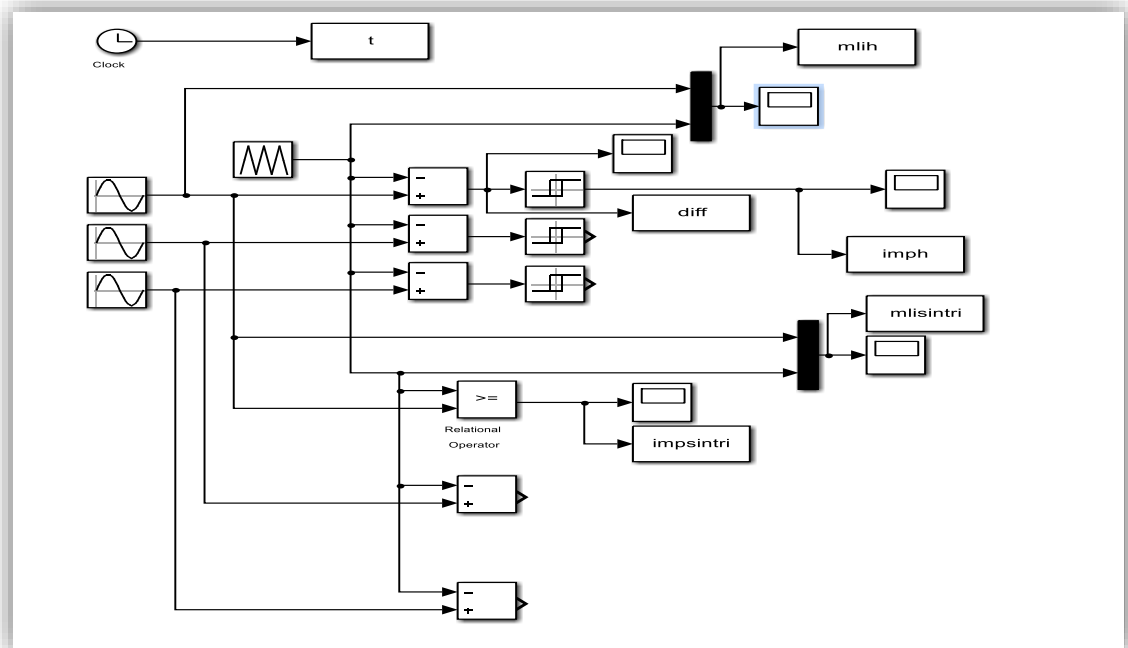 t
Clock
mlih
−
+
diff
−
+
imph
−
+
mlisintri
>=
Relational
Operator
impsintri
−
+
−
+